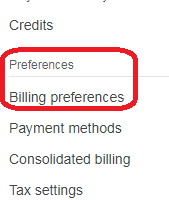 Credits
Preferences
Billing preferences
Payment methods
Consolidated billing
Tax settings